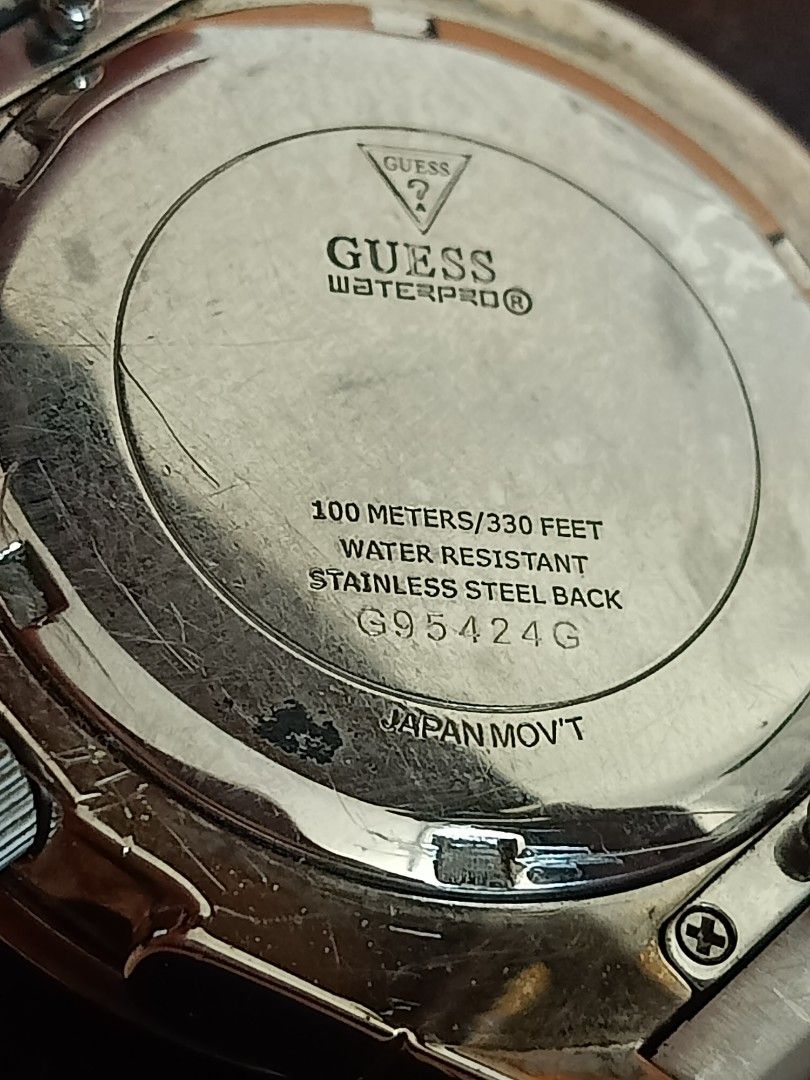 GUESS
?
GUESS
WATERPRO®
100 METERS/330 FEET
WATER RESISTANT
STAINLESS STEEL BACK
G95424G
JAPAN MOV'T